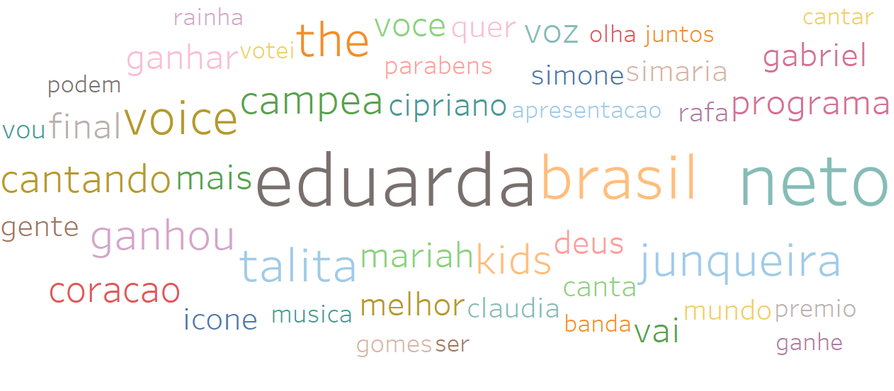 rainha voce quer voz olha juntos cantar
ganhar votei the parabens simone simaria gabriel
podem campea cipriano apresentacao rafa programa
vou final voice
cantando mais eduarda brasil neto
gente ganhou talita mariah kids deus junqueira
coracao icone musica melhor claudia canta mundo premio
gomes ser banda vai ganhe